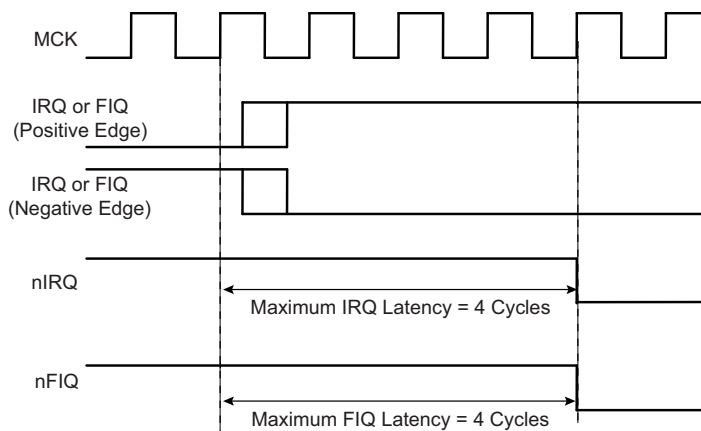 MCK
IRQ or FIQ
(Positive Edge)
IRQ or FIQ
(Negative Edge)
nIRQ
Maximum IRQ Latency = 4 Cycles
nFIQ
Maximum FIQ Latency = 4 Cycles